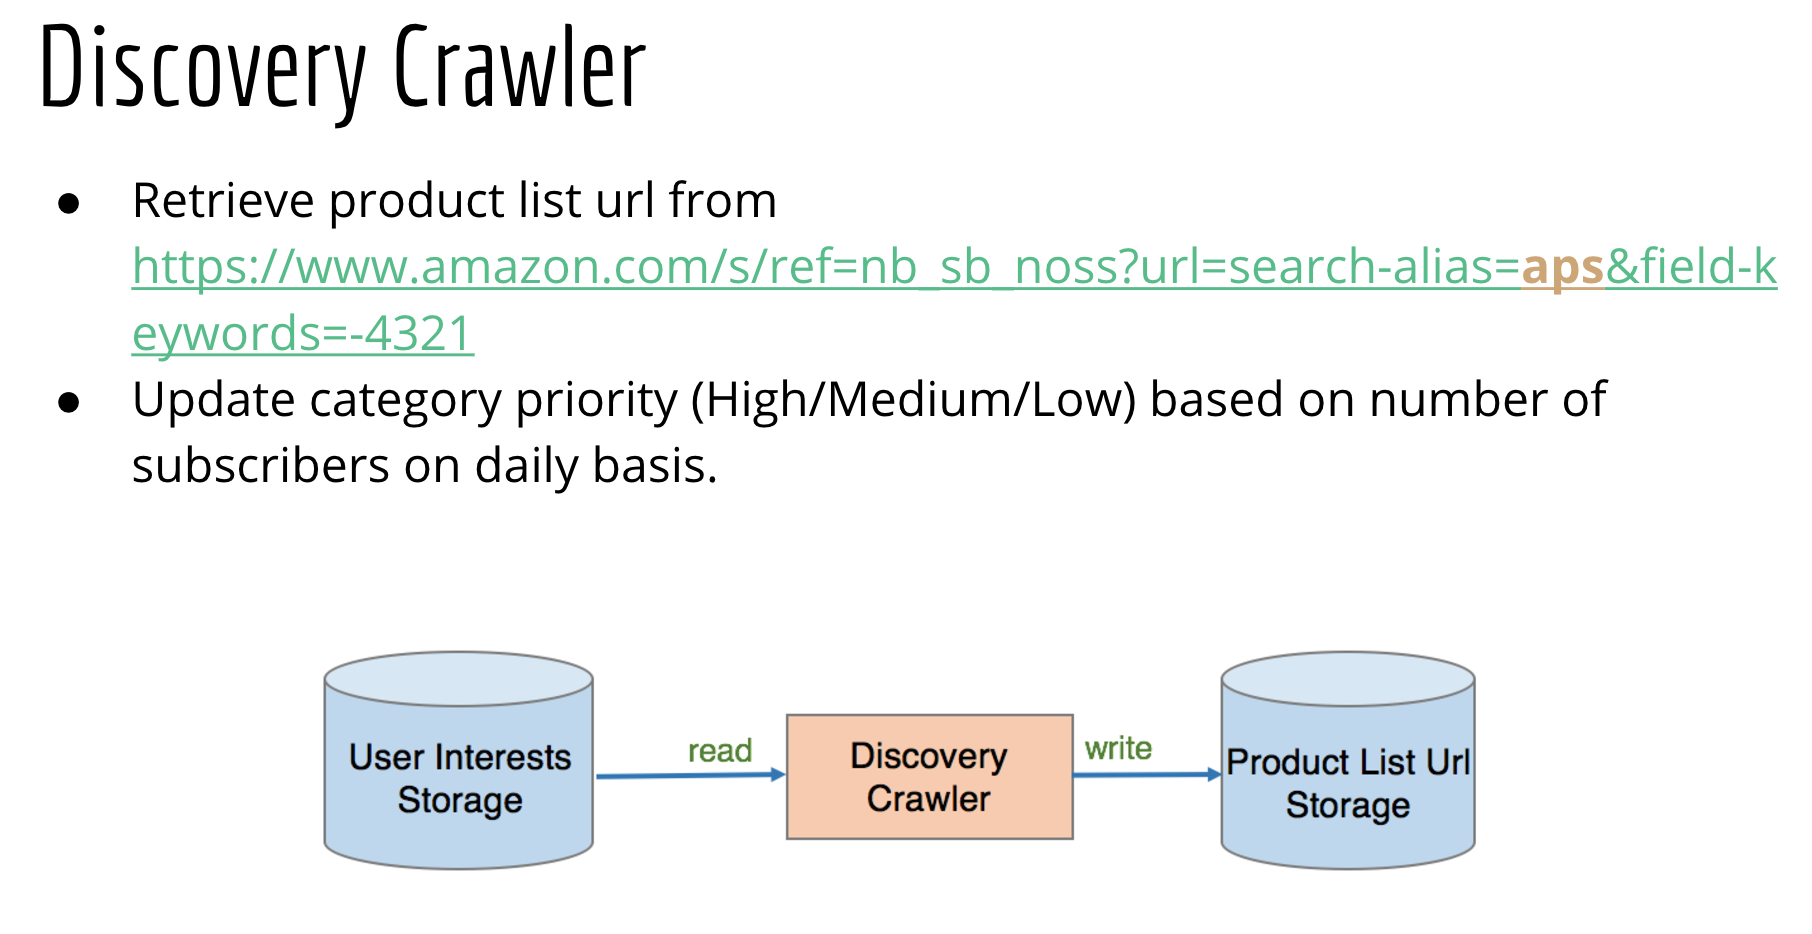 Discovery Crawler
● Retrieve product list url from
https://www.amazon.com/s/ref=nb_sb_noss?url=search-alias=aps&field-k
eywords=-4321
● Update category priority (High/Medium/Low) based on number of
subscribers on daily basis.
User Interests
Storage
read
Discovery
Crawler
write
Product List Url
Storage